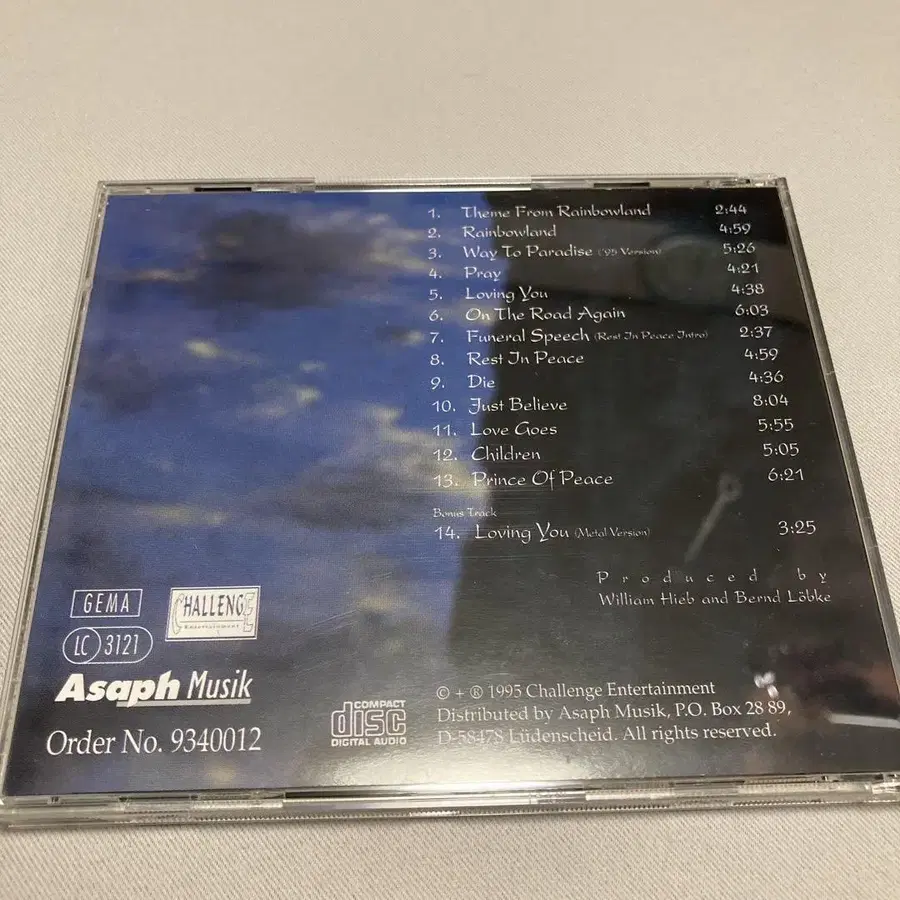 1. Theme From Rainbowland 2:44
2. Rainbowland 4:59
3. Way To Paradise ('95 Version) 5:26
4. Pray 4:21
5. Loving You 4:38
6. On The Road Again 6:03
7. Funeral Speech (Rest In Peace Intro) 2:37
8. Rest In Peace 4:59
9. Die 4:36
10. Just Believe 8:04
11. Love Goes 5:55
12. Children 5:05
13. Prince Of Peace 6:21
Bonus Track
14. Loving You (Metal Version) 3:25
Produced by
William Hieb and Bernd Löbke
GEMA
CHALLENGE
Entertainment
LC 3121
Asaph Musik
Order No. 9340012
COMPACT
disc
DIGITAL AUDIO
© + ® 1995 Challenge Entertainment
Distributed by Asaph Musik, P.O. Box 28 89,
D-58478 Lüdenscheid. All rights reserved.